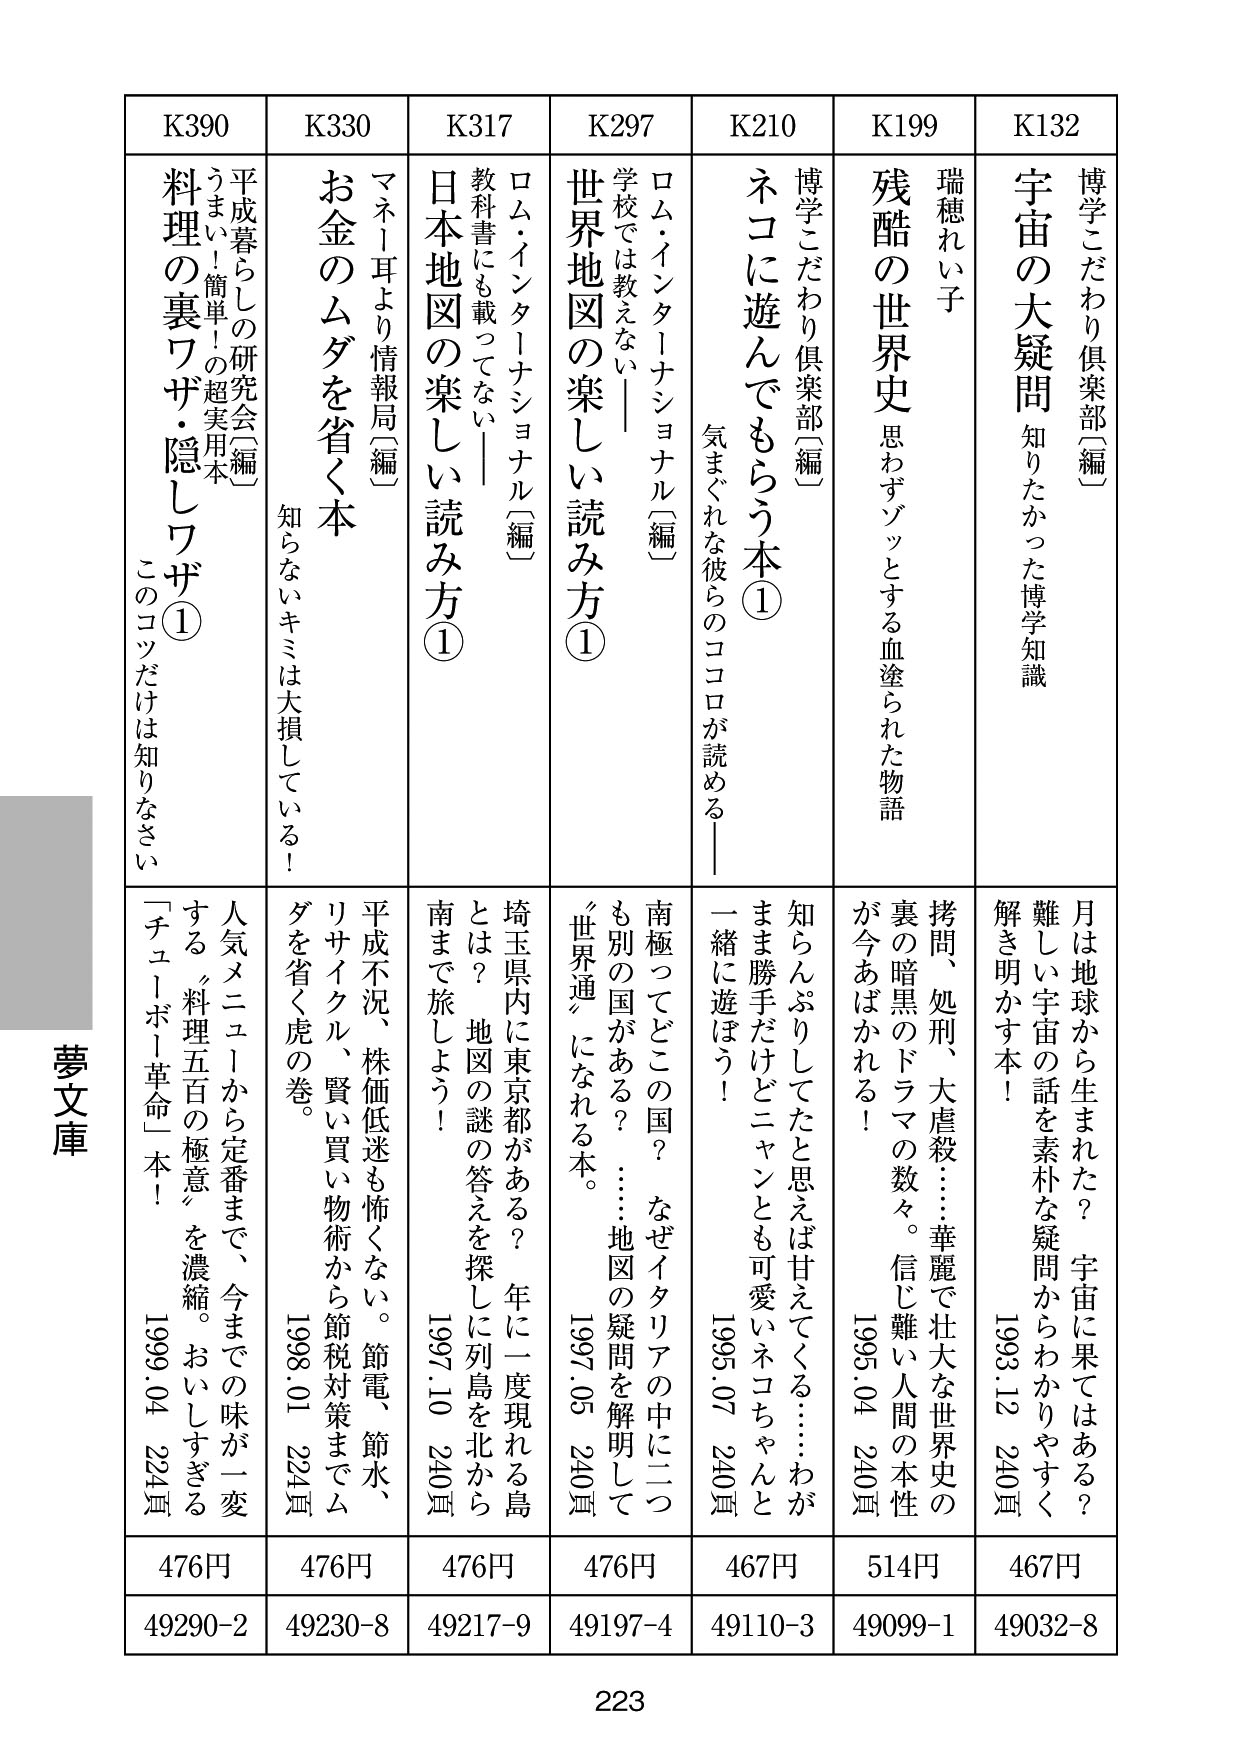 K132
博学こだわり倶楽部〔編〕
宇宙の大疑問 知りたかった博学知識
月は地球から生まれた？　宇宙に果てはある？
難しい宇宙の話を素朴な疑問からわかりやすく
解き明かす本！
1993.12　240頁
467円
49032-8
K199
瑞穂れい子
残酷の世界史 思わずゾッとする血塗られた物語
拷問、処刑、大虐殺……華麗で壮大な世界史の
裏の暗黒のドラマの数々。信じ難い人間の本性
が今あばかれる！
1995.04　240頁
514円
49099-1
K210
博学こだわり倶楽部〔編〕
ネコに遊んでもらう本①
気まぐれな彼らのココロが読める――
知らんぷりしてたと思えば甘えてくる……わが
まま勝手だけどニャンとも可愛いネコちゃんと
一緒に遊ぼう！
1995.07　240頁
467円
49110-3
K297
ロム・インターナショナル〔編〕
学校では教えない――
世界地図の楽しい読み方①
南極ってどこの国？　なぜイタリアの中に二つ
も別の国がある？　……地図の疑問を解明して
〝世界通〟になれる本。
1997.05　240頁
476円
49197-4
K317
ロム・インターナショナル〔編〕
教科書にも載ってない――
日本地図の楽しい読み方①
埼玉県内に東京都がある？　年に一度現れる島
とは？　地図の謎の答えを探しに列島を北から
南まで旅しよう！
1997.10　240頁
476円
49217-9
K330
マネー耳より情報局〔編〕
お金のムダを省く本
知らないキミは大損している！
平成不況、株価低迷も怖くない。節電、節水、
リサイクル、賢い買い物術から節税対策までム
ダを省く虎の巻。
1998.01　224頁
476円
49230-8
K390
平成暮らしの研究会〔編〕
うまい！簡単！の超実用本
料理の裏ワザ・隠しワザ①
このコツだけは知りなさい
人気メニューから定番まで、今までの味が一変
する〝料理五百の極意〟を濃縮。おいしすぎる
「チューボー革命」本！
1999.04　224頁
476円
49290-2
夢文庫
223